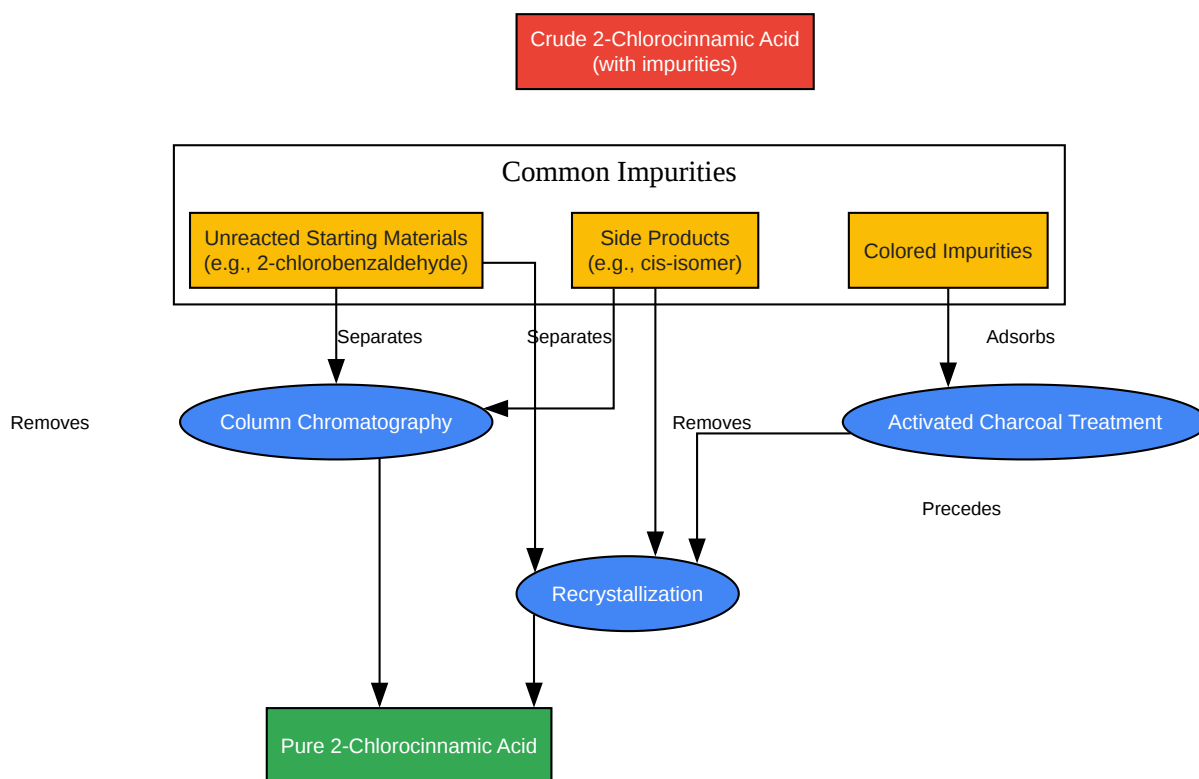 Crude 2-Chlorocinnamic Acid
(with impurities)
Common Impurities
Unreacted Starting Materials
(e.g., 2-chlorobenzaldehyde)
Side Products
(e.g., cis-isomer)
Colored Impurities
Separates
Separates
Adsorbs
Removes
Column Chromatography
Removes
Activated Charcoal Treatment
Precedes
Recrystallization
Pure 2-Chlorocinnamic Acid